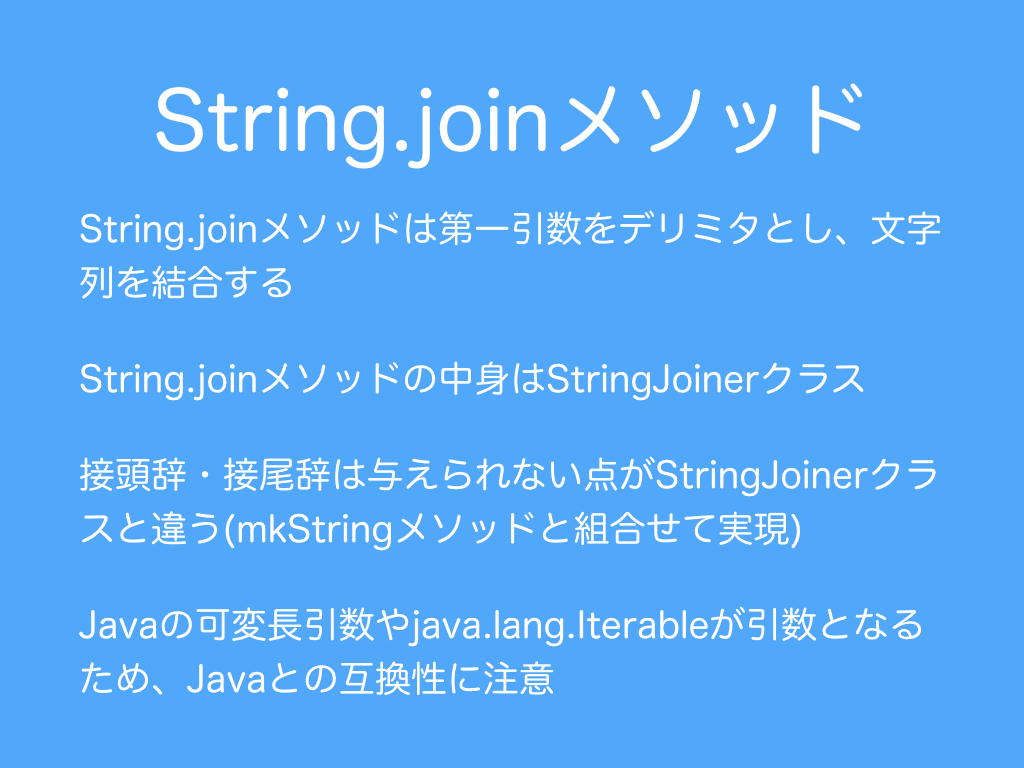 String.joinメソッド
String.joinメソッドは第一引数をデリミタとし、文字
列を結合する
String.joinメソッドの中身はStringJoinerクラス
接頭辞・接尾辞は与えられない点がStringJoinerクラ
スと違う(mkStringメソッドと組合せて実現)
Javaの可変長引数やjava.lang.Iterableが引数となる
ため、Javaとの互換性に注意